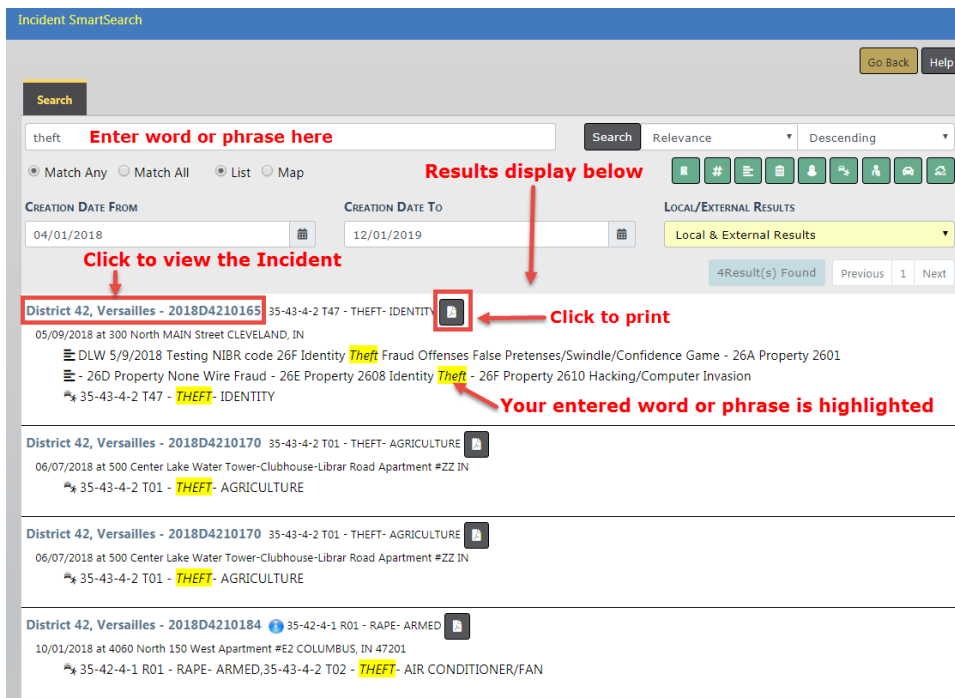 Incident SmartSearch
Go Back Help
Search
theft Enter word or phrase here Search Relevance Descending
Match Any Match All List Map Results display below #
CREATION DATE FROM CREATION DATE TO LOCAL/EXTERNAL RESULTS
04/01/2018 12/01/2019 Local & External Results
Click to view the Incident
4Result(s) Found Previous 1 Next
District 42, Versailles - 2018D4210165 35-43-4-2 T47 - THEFT- IDENTITY Click to print
05/09/2018 at 300 North MAIN Street CLEVELAND, IN
DLW 5/9/2018 Testing NIBR code 26F Identity Theft Fraud Offenses False Pretenses/Swindle/Confidence Game - 26A Property 2601
- 26D Property None Wire Fraud - 26E Property 2608 Identity Theft - 26F Property 2610 Hacking/Computer Invasion
35-43-4-2 T47 - THEFT- IDENTITY
Your entered word or phrase is highlighted
District 42, Versailles - 2018D4210170 35-43-4-2 T01 - THEFT- AGRICULTURE
06/07/2018 at 500 Center Lake Water Tower-Clubhouse-Librar Road Apartment #ZZ IN
35-43-4-2 T01 - THEFT- AGRICULTURE
District 42, Versailles - 2018D4210170 35-43-4-2 T01 - THEFT- AGRICULTURE
06/07/2018 at 500 Center Lake Water Tower-Clubhouse-Librar Road Apartment #ZZ IN
35-43-4-2 T01 - THEFT- AGRICULTURE
District 42, Versailles - 2018D4210184 35-42-4-1 R01 - RAPE- ARMED
10/01/2018 at 4060 North 150 West Apartment #E2 COLUMBUS, IN 47201
35-42-4-1 R01 - RAPE- ARMED,35-43-4-2 T02 - THEFT- AIR CONDITIONER/FAN